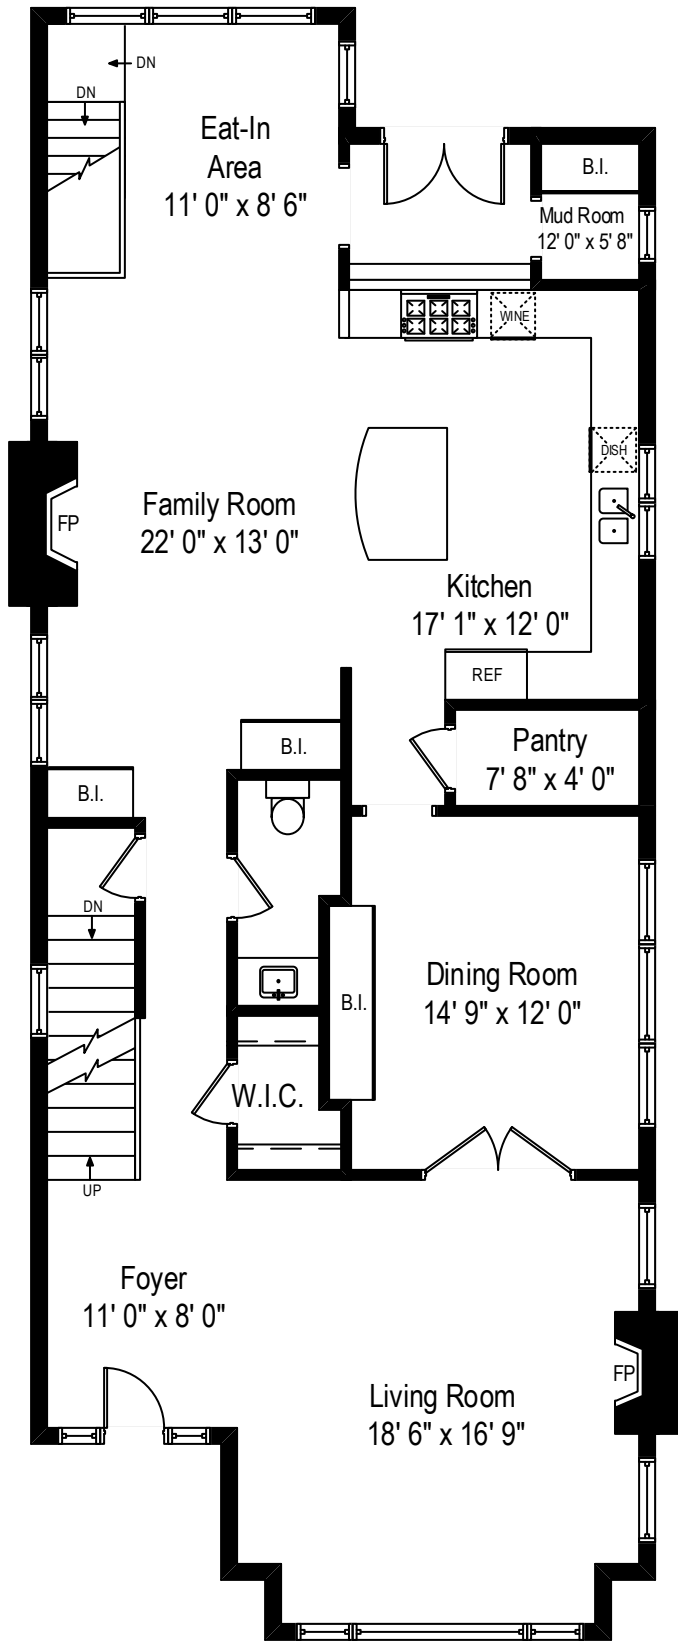 DN
DN
Eat-In
Area
11' 0" x 8' 6"
B.I.
Mud Room
12' 0" x 5' 8"
WINE
DISH
Family Room
22' 0" x 13' 0"
FP
Kitchen
17' 1" x 12' 0"
REF
B.I.
Pantry
7' 8" x 4' 0"
B.I.
DN
Dining Room
14' 9" x 12' 0"
B.I.
W.I.C.
UP
Foyer
11' 0" x 8' 0"
FP
Living Room
18' 6" x 16' 9"